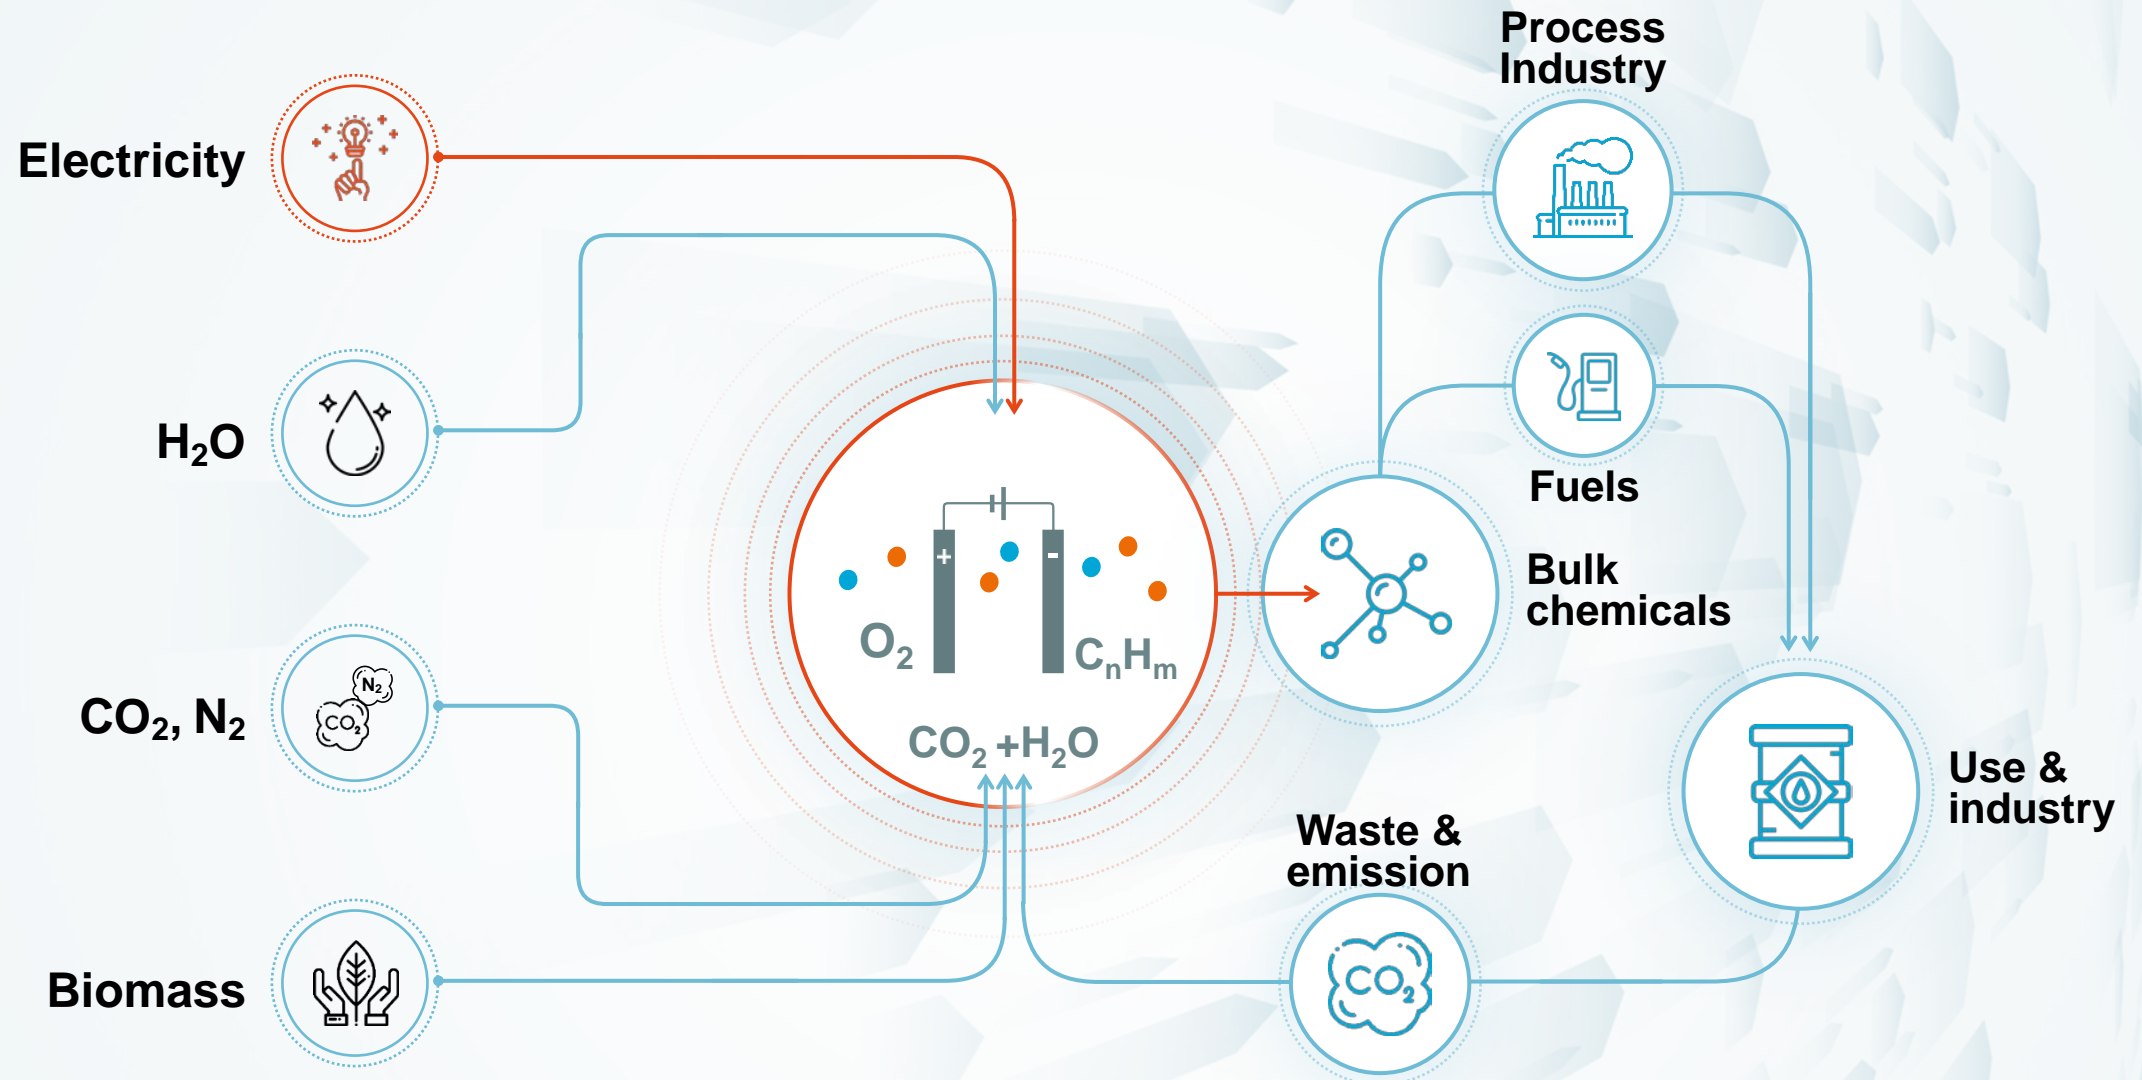 Electricity
H₂O
CO₂, N₂
N₂
CO₂
Biomass
+
-
O₂
CₙHₘ
CO₂ +H₂O
Process
Industry
Fuels
Bulk
chemicals
Use &
industry
Waste &
emission
CO₂